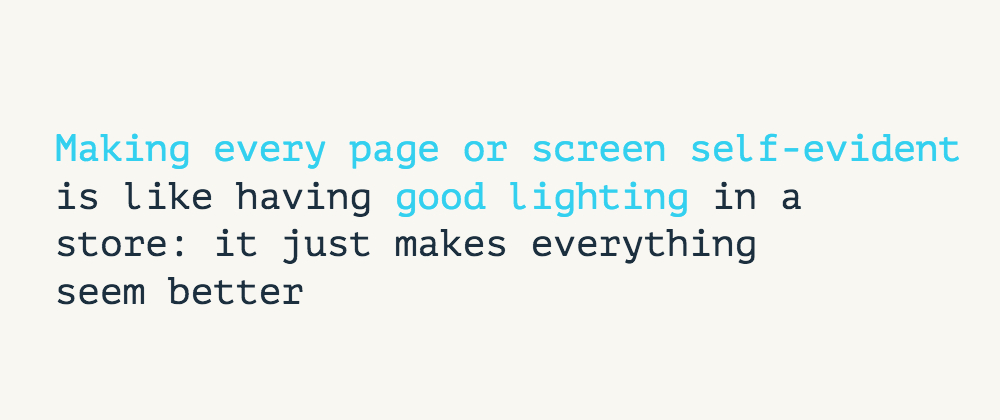 Making every page or screen self-evident
is like having good lighting in a
store: it just makes everything
seem better